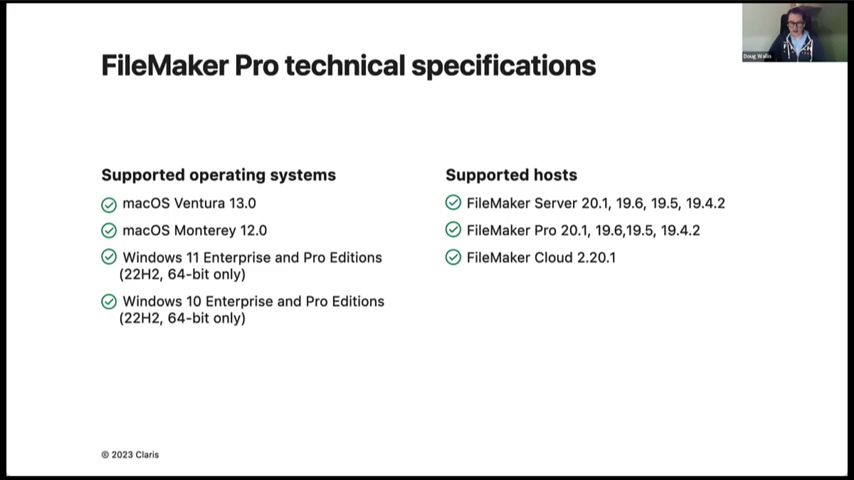 FileMaker Pro technical specifications
Doug Wallin
Supported operating systems
macOS Ventura 13.0
macOS Monterey 12.0
Windows 11 Enterprise and Pro Editions
(22H2, 64-bit only)
Windows 10 Enterprise and Pro Editions
(22H2, 64-bit only)
Supported hosts
FileMaker Server 20.1, 19.6, 19.5, 19.4.2
FileMaker Pro 20.1, 19.6,19.5, 19.4.2
FileMaker Cloud 2.20.1
© 2023 Claris